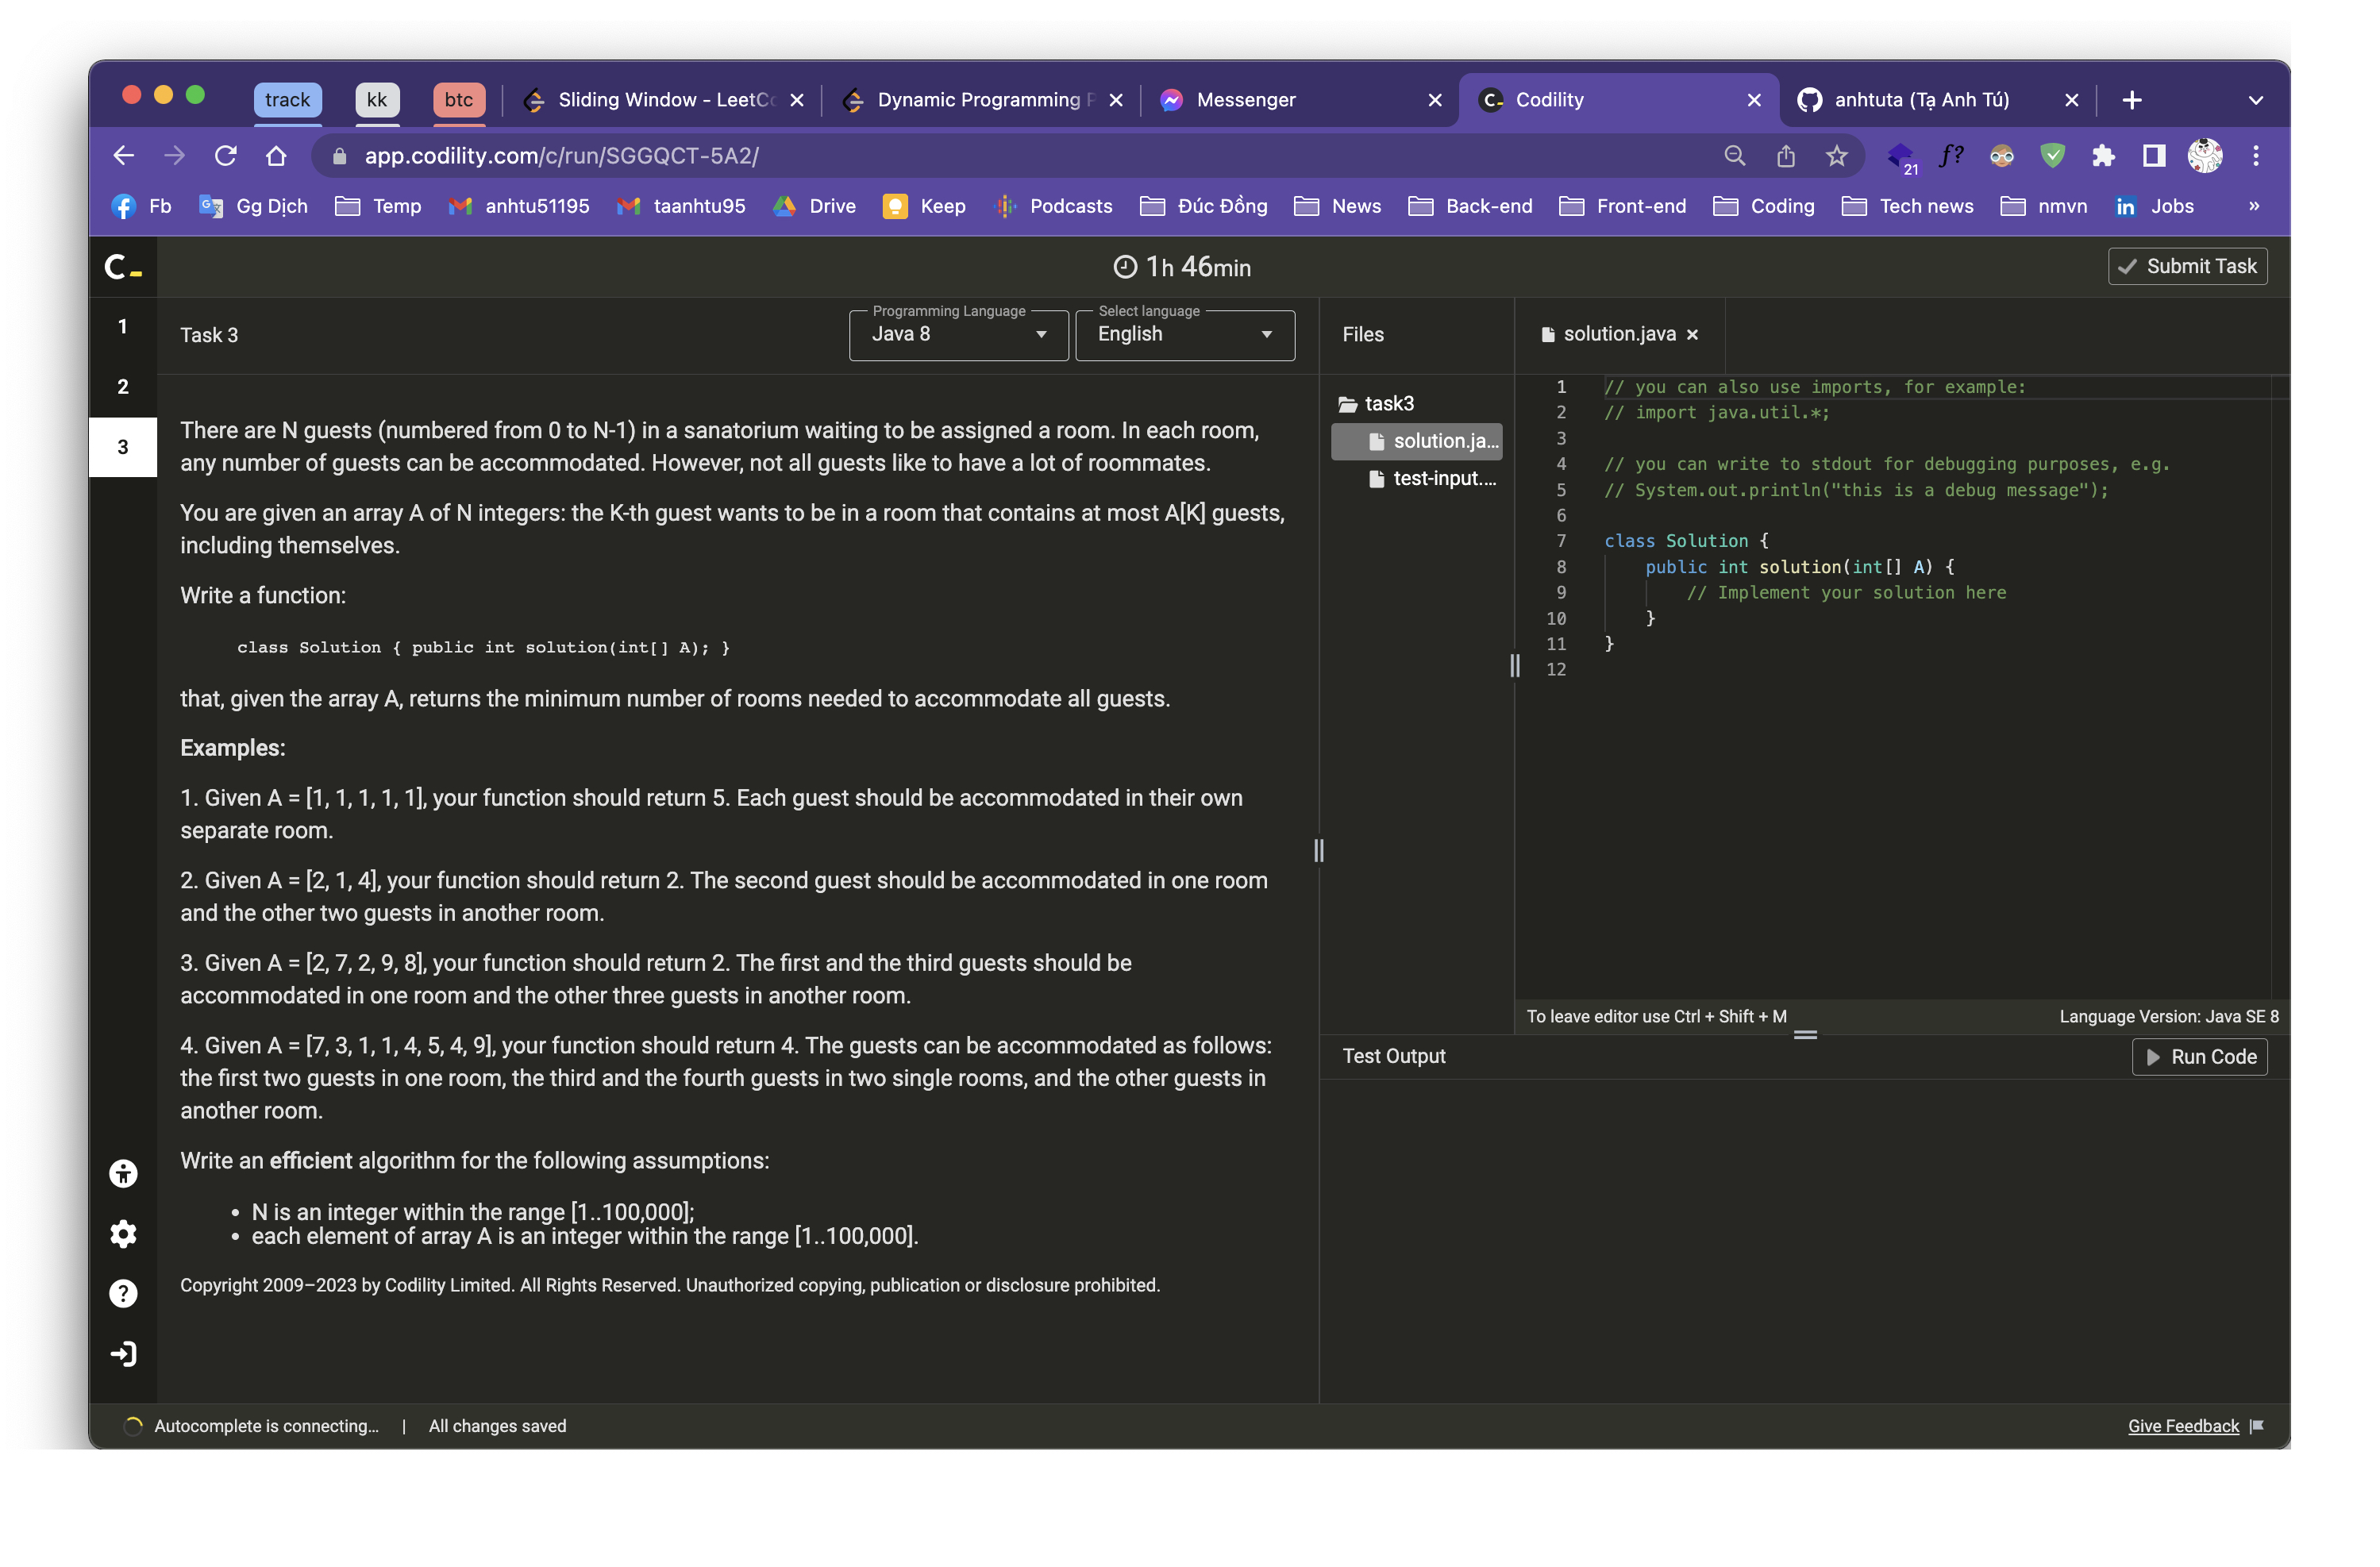 track
kk
btc
Sliding Window - LeetCo
Dynamic Programming P
Messenger
Codility
anhtuta (Tạ Anh Tú)
app.codility.com/c/run/SGGQCT-5A2/
f?
21
Fb
Gg Dịch
Temp
anhtu51195
taanhtu95
Drive
Keep
Podcasts
Đúc Đồng
News
Back-end
Front-end
Coding
Tech news
nmvn
Jobs
»
1h 46min
Submit Task
1
2
3
Task 3
Programming Language
Java 8
Select language
English
There are N guests (numbered from 0 to N-1) in a sanatorium waiting to be assigned a room. In each room,
any number of guests can be accommodated. However, not all guests like to have a lot of roommates.
You are given an array A of N integers: the K-th guest wants to be in a room that contains at most A[K] guests,
including themselves.
Write a function:
class Solution { public int solution(int[] A); }
that, given the array A, returns the minimum number of rooms needed to accommodate all guests.
Examples:
1. Given A = [1, 1, 1, 1, 1], your function should return 5. Each guest should be accommodated in their own
separate room.
2. Given A = [2, 1, 4], your function should return 2. The second guest should be accommodated in one room
and the other two guests in another room.
3. Given A = [2, 7, 2, 9, 8], your function should return 2. The first and the third guests should be
accommodated in one room and the other three guests in another room.
4. Given A = [7, 3, 1, 1, 4, 5, 4, 9], your function should return 4. The guests can be accommodated as follows:
the first two guests in one room, the third and the fourth guests in two single rooms, and the other guests in
another room.
Write an efficient algorithm for the following assumptions:
• N is an integer within the range [1..100,000];
• each element of array A is an integer within the range [1..100,000].
Copyright 2009–2023 by Codility Limited. All Rights Reserved. Unauthorized copying, publication or disclosure prohibited.
Files
task3
solution.ja...
test-input....
solution.java
1 // you can also use imports, for example:
2 // import java.util.*;
3
4 // you can write to stdout for debugging purposes, e.g.
5 // System.out.println("this is a debug message");
6
7 class Solution {
8 public int solution(int[] A) {
9 // Implement your solution here
10 }
11 }
12
To leave editor use Ctrl + Shift + M
Language Version: Java SE 8
Test Output
Run Code
Autocomplete is connecting... | All changes saved
Give Feedback